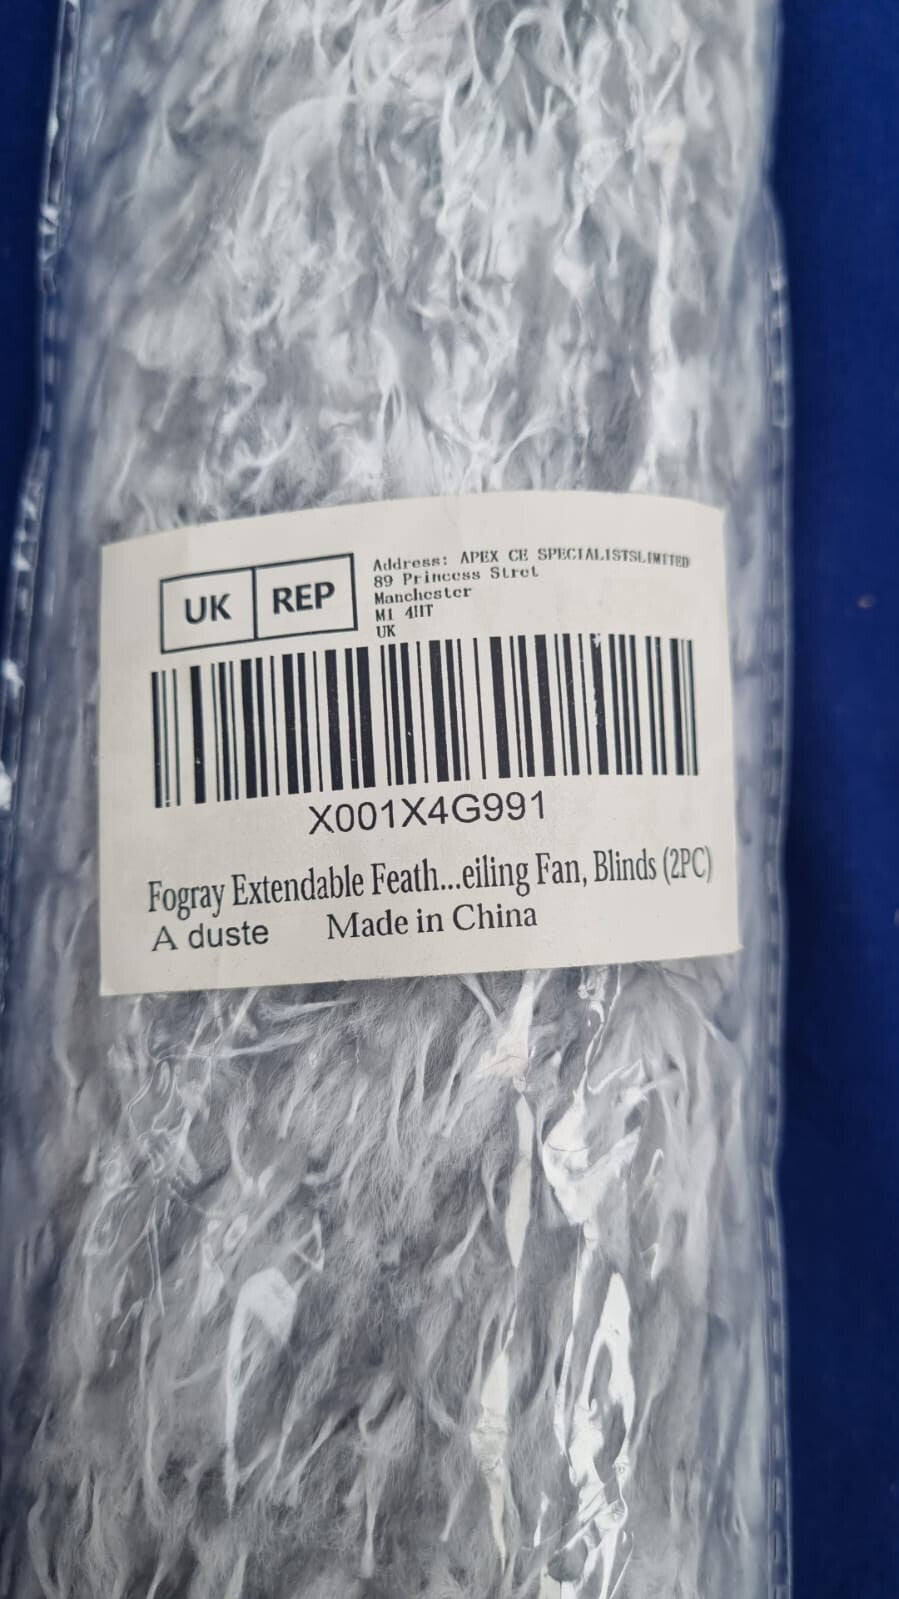 UK REP
Address: APEX CE SPECIALISTSLIMITED
89 Princess Stret
Manchester
M1 4HT
UK
X001X4G991
Fogray Extendable Feath...eiling Fan, Blinds (2PC)
A duste Made in China